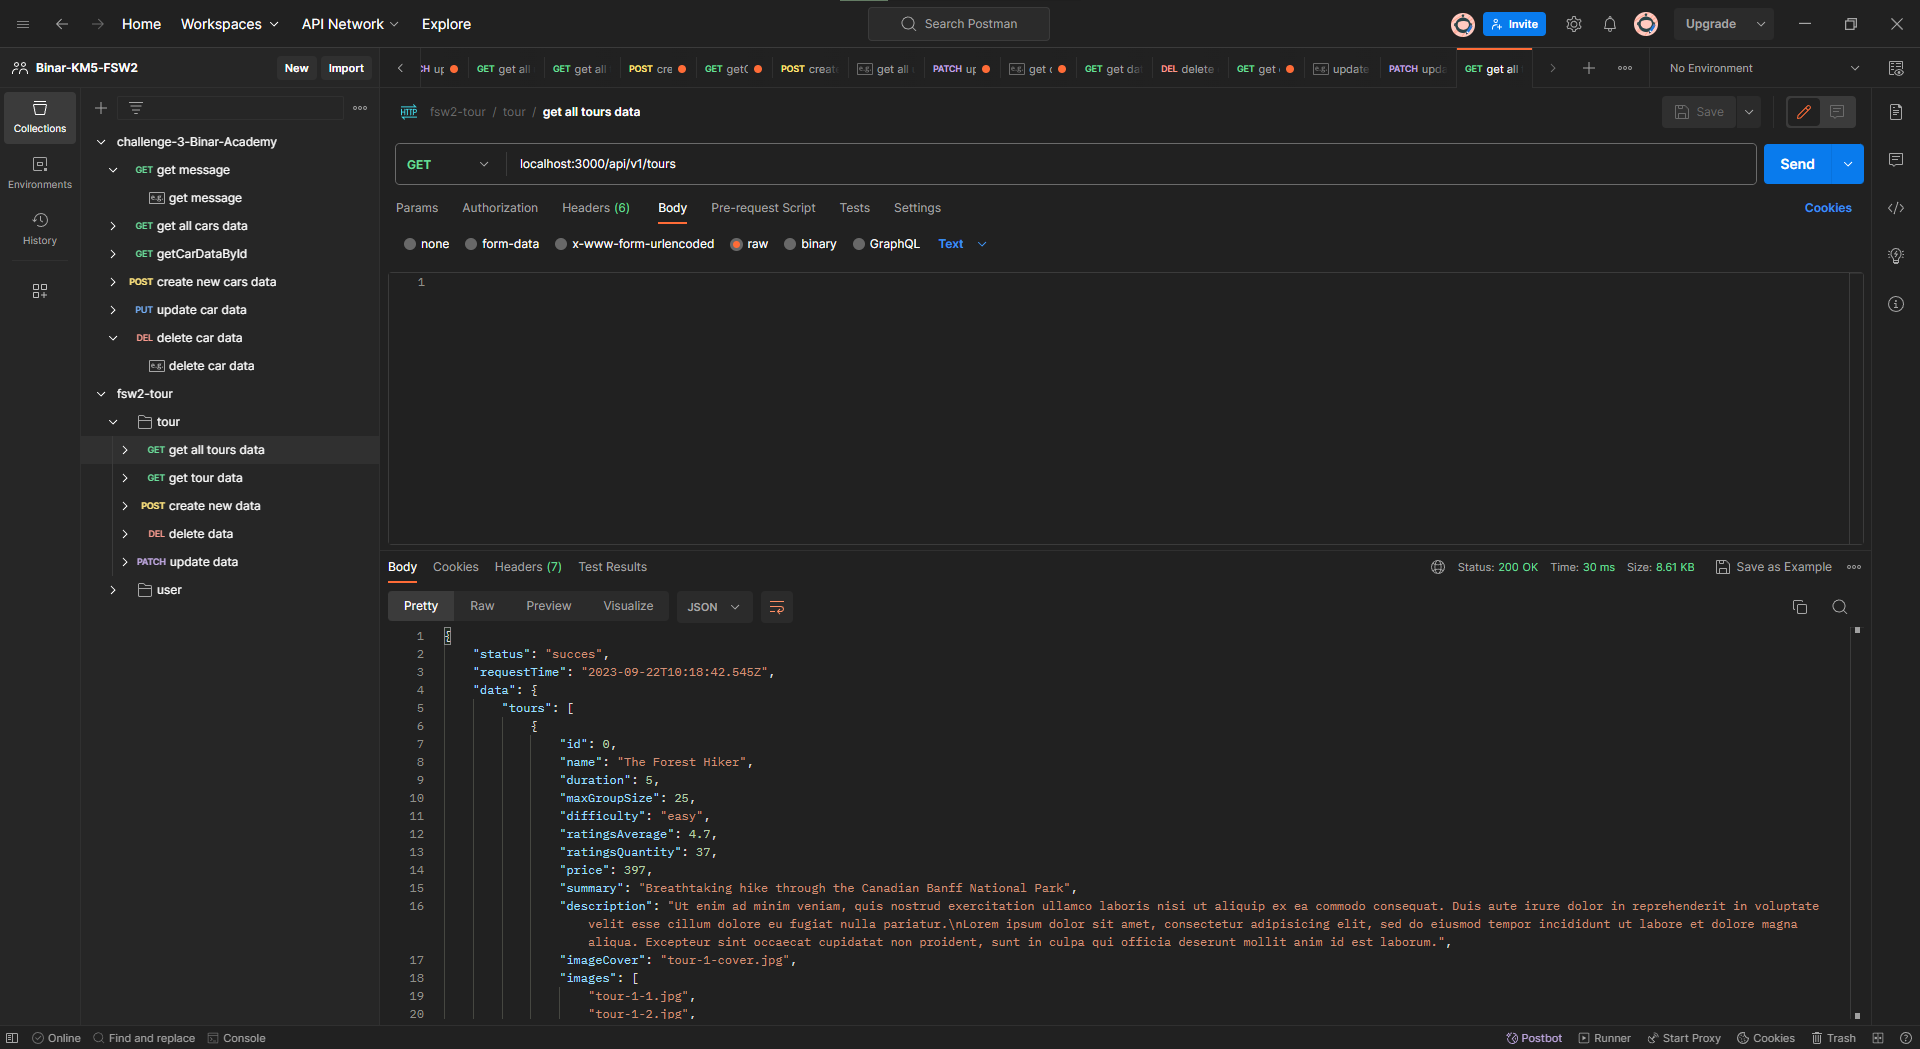 Home Workspaces API Network Explore Search Postman Invite Upgrade
Binar-KM5-FSW2 New Import
CH up GET get all GET get all POST cre GET get POST create e.g. get all PATCH up e.g. get GET get da DEL delete GET get e.g. update PATCH upda GET get all No Environment
Collections
Environments
History
challenge-3-Binar-Academy
GET get message
e.g. get message
GET get all cars data
GET getCarDataById
POST create new cars data
PUT update car data
DEL delete car data
e.g. delete car data
fsw2-tour
tour
GET get all tours data
GET get tour data
POST create new data
DEL delete data
PATCH update data
user
HTTP fsw2-tour / tour / get all tours data Save
GET localhost:3000/api/v1/tours Send
Params Authorization Headers (6) Body Pre-request Script Tests Settings Cookies
none form-data x-www-form-urlencoded raw binary GraphQL Text
1
Body Cookies Headers (7) Test Results Status: 200 OK Time: 30 ms Size: 8.61 KB Save as Example
Pretty Raw Preview Visualize JSON
1 {
2 "status": "succes",
3 "requestTime": "2023-09-22T10:18:42.545Z",
4 "data": {
5 "tours": [
6 {
7 "id": 0,
8 "name": "The Forest Hiker",
9 "duration": 5,
10 "maxGroupSize": 25,
11 "difficulty": "easy",
12 "ratingsAverage": 4.7,
13 "ratingsQuantity": 37,
14 "price": 397,
15 "summary": "Breathtaking hike through the Canadian Banff National Park",
16 "description": "Ut enim ad minim veniam, quis nostrud exercitation ullamco laboris nisi ut aliquip ex ea commodo consequat. Duis aute irure dolor in reprehenderit in voluptate
velit esse cillum dolore eu fugiat nulla pariatur.\nLorem ipsum dolor sit amet, consectetur adipisicing elit, sed do eiusmod tempor incididunt ut labore et dolore magna
aliqua. Excepteur sint occaecat cupidatat non proident, sunt in culpa qui officia deserunt mollit anim id est laborum.",
17 "imageCover": "tour-1-cover.jpg",
18 "images": [
19 "tour-1-1.jpg",
20 "tour-1-2.jpg",
Online Find and replace Console Postbot Runner Start Proxy Cookies Trash